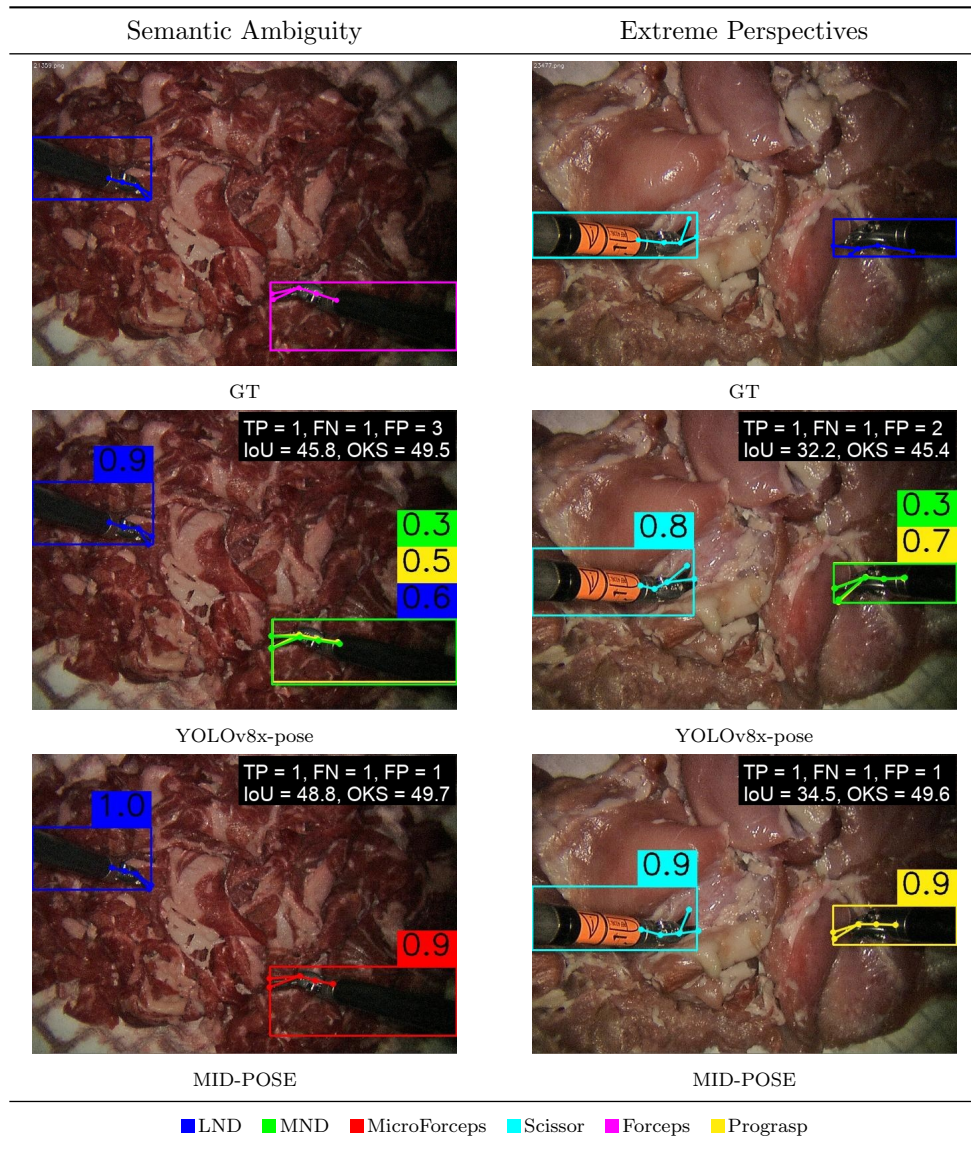 Semantic Ambiguity
Extreme Perspectives
21359.png
23477.png
GT
GT
TP = 1, FN = 1, FP = 3
IoU = 45.8, OKS = 49.5
0.9
0.3
0.5
0.6
TP = 1, FN = 1, FP = 2
IoU = 32.2, OKS = 45.4
0.8
0.3
0.7
YOLOv8x-pose
YOLOv8x-pose
TP = 1, FN = 1, FP = 1
IoU = 48.8, OKS = 49.7
1.0
0.9
TP = 1, FN = 1, FP = 1
IoU = 34.5, OKS = 49.6
0.9
0.9
MID-POSE
MID-POSE
LND MND MicroForceps Scissor Forceps Prograsp